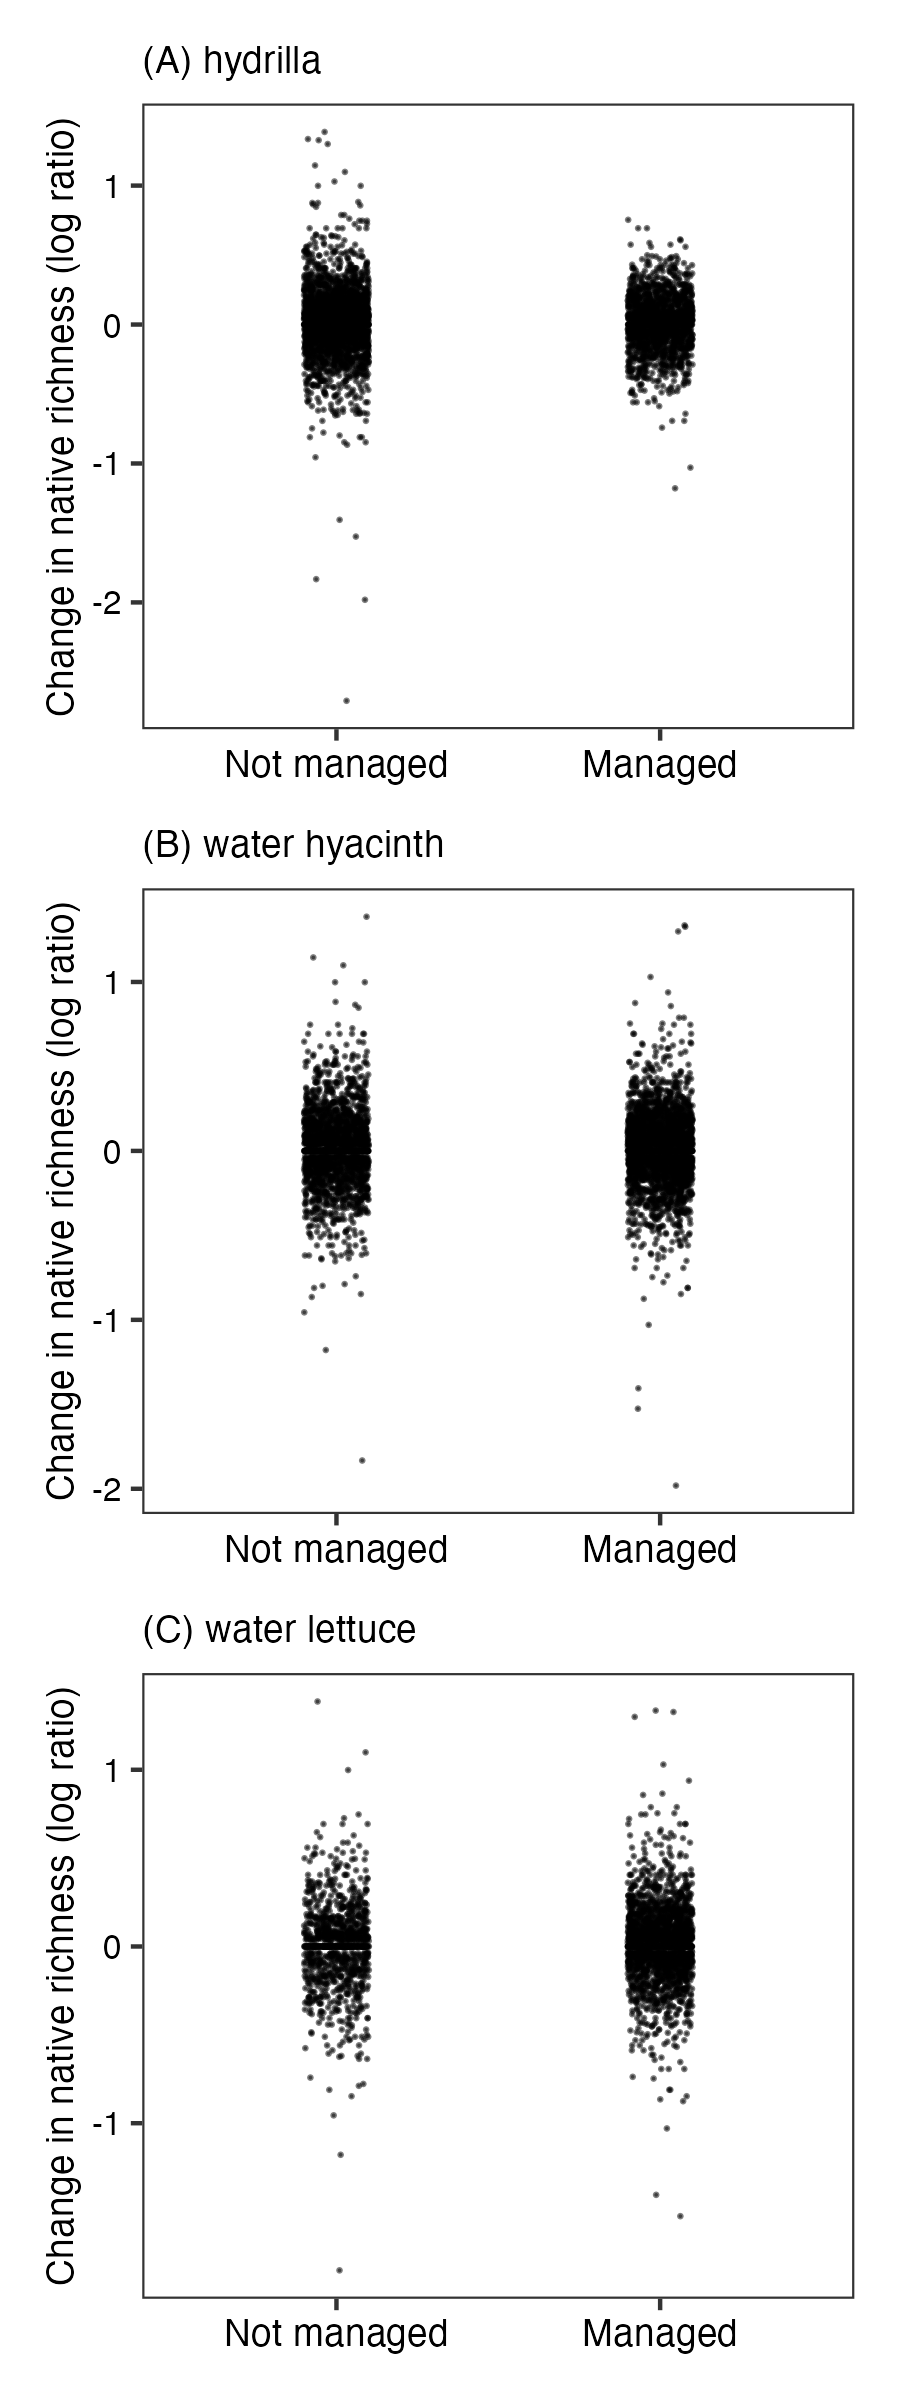 (A) hydrilla
Change in native richness (log ratio)
1
0
-1
-2
Not managed
Managed
(B) water hyacinth
Change in native richness (log ratio)
1
0
-1
-2
Not managed
Managed
(C) water lettuce
Change in native richness (log ratio)
1
0
-1
Not managed
Managed